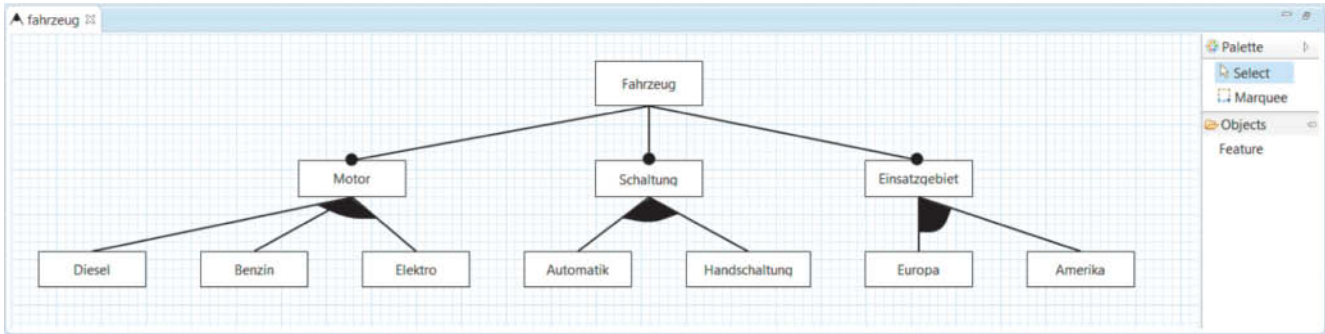 fahrzeug
Palette
Select
Marquee
Objects
Feature
Fahrzeug
Motor
Schaltung
Einsatzgebiet
Diesel
Benzin
Elektro
Automatik
Handschaltung
Europa
Amerika